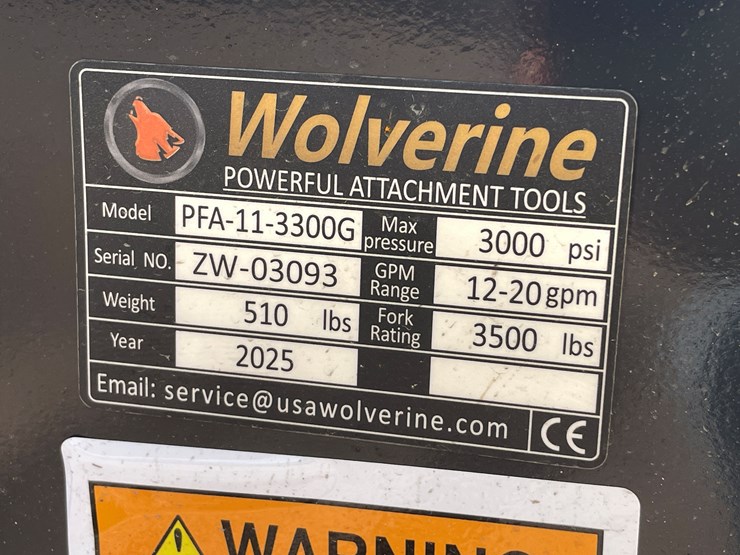 Wolverine
POWERFUL ATTACHMENT TOOLS
Model PFA-11-3300G Max pressure 3000 psi
Serial NO. ZW-03093 GPM Range 12-20 gpm
Weight 510 lbs Fork Rating 3500 lbs
Year 2025
Email: service@usawolverine.com CE
WARNING